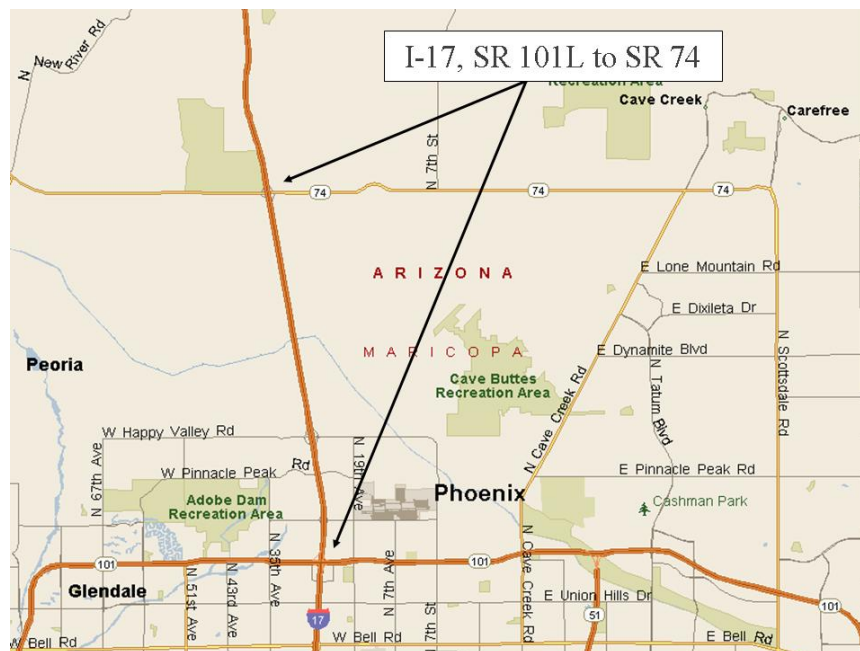 I-17, SR 101L to SR 74
N New River Rd
Recreation Area
Cave Creek
Carefree
N 7th St
74
74
74
E Lone Mountain Rd
ARIZONA
E Dixileta Dr
MARICOPA
E Dynamite Blvd
N Scottsdale Rd
Peoria
Cave Buttes
Recreation Area
N Tatum Blvd
N Cave Creek Rd
W Happy Valley Rd
N 19th Ave
N 67th Ave
W Pinnacle Peak Rd
E Pinnacle Peak Rd
Phoenix
Adobe Dam
Recreation Area
Cashman Park
101
101
N 35th Ave
N 7th Ave
N Cave Creek Rd
Glendale
N 51st Ave
N 43rd Ave
E Union Hills Dr
101
17
51
N 7th St
W Bell Rd
W Bell Rd
E Bell Rd